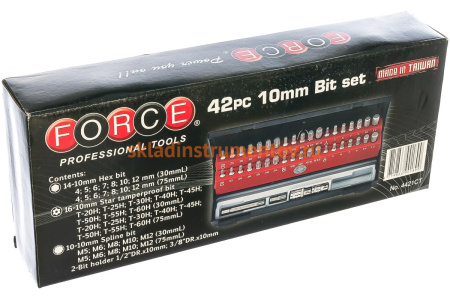 FORCE
Power you on!!
FORCE®
PROFESSIONAL TOOLS
42PC 10mm Bit set
MADE IN TAIWAN
skladinstrument
Contents:
14-10mm Hex bit
4; 5; 6; 7; 8; 10; 12 mm (30mmL)
4; 5; 6; 7; 8; 10; 12 mm (75mmL)
16-10mm Star tamperproof bit
T-20H; T-25H; T-30H; T-40H; T-45H;
T-50H; T-55H; T-60H (30mmL)
T-20H; T-25H; T-30H; T-40H; T-45H;
T-50H; T-55H; T-60H (75mmL)
10-10mm Spline bit
M5; M6; M8; M10; M12 (30mmL)
M5; M6; M8; M10; M12 (75mmL)
2-Bit holder 1/2"DR.x10mm; 3/8"DR.x10mm
No. 4421CT